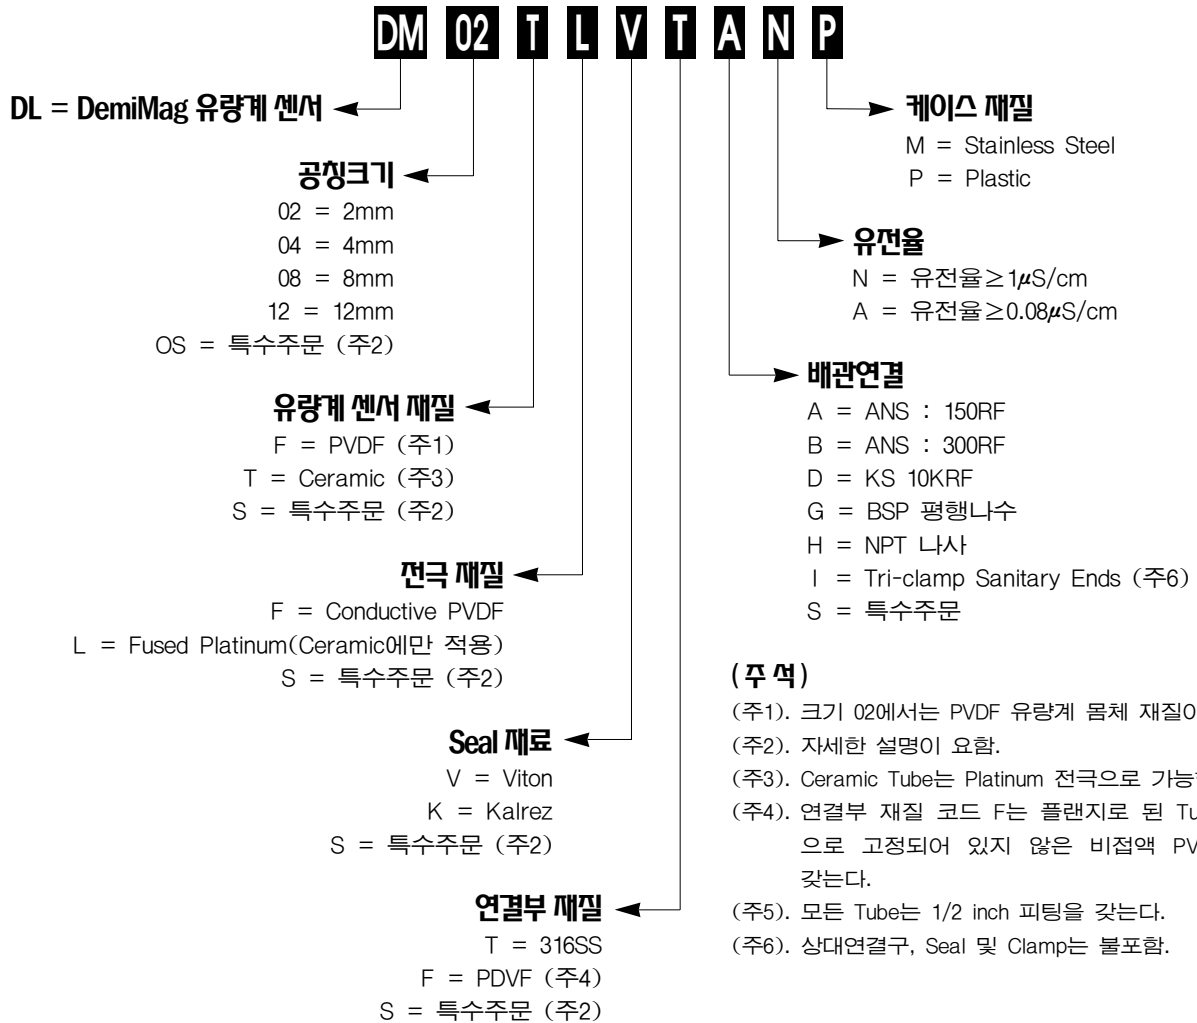 DM 02 T L V T A N P
DL = DemiMag 유량계 센서
공칭크기
02 = 2mm
04 = 4mm
08 = 8mm
12 = 12mm
OS = 특수주문 (주2)
유량계 센서 재질
F = PVDF (주1)
T = Ceramic (주3)
S = 특수주문 (주2)
전극 재질
F = Conductive PVDF
L = Fused Platinum(Ceramic에만 적용)
S = 특수주문 (주2)
Seal 재료
V = Viton
K = Kalrez
S = 특수주문 (주2)
연결부 재질
T = 316SS
F = PDVF (주4)
S = 특수주문 (주2)
케이스 재질
M = Stainless Steel
P = Plastic
유전율
N = 유전율≥1μS/cm
A = 유전율≥0.08μS/cm
배관연결
A = ANS : 150RF
B = ANS : 300RF
D = KS 10KRF
G = BSP 평행나수
H = NPT 나사
I = Tri-clamp Sanitary Ends (주6)
S = 특수주문
(주 석)
(주1). 크기 02에서는 PVDF 유량계 몸체 재질이
(주2). 자세한 설명이 요함.
(주3). Ceramic Tube는 Platinum 전극으로
(주4). 연결부 재질 코드 F는 플랜지로 된
으로 고정되어 있지 않은 비접액
갖는다.
(주5). 모든 Tube는 1/2 inch 피팅을 갖는다.
(주6). 상대연결구, Seal 및 Clamp는 불포함.